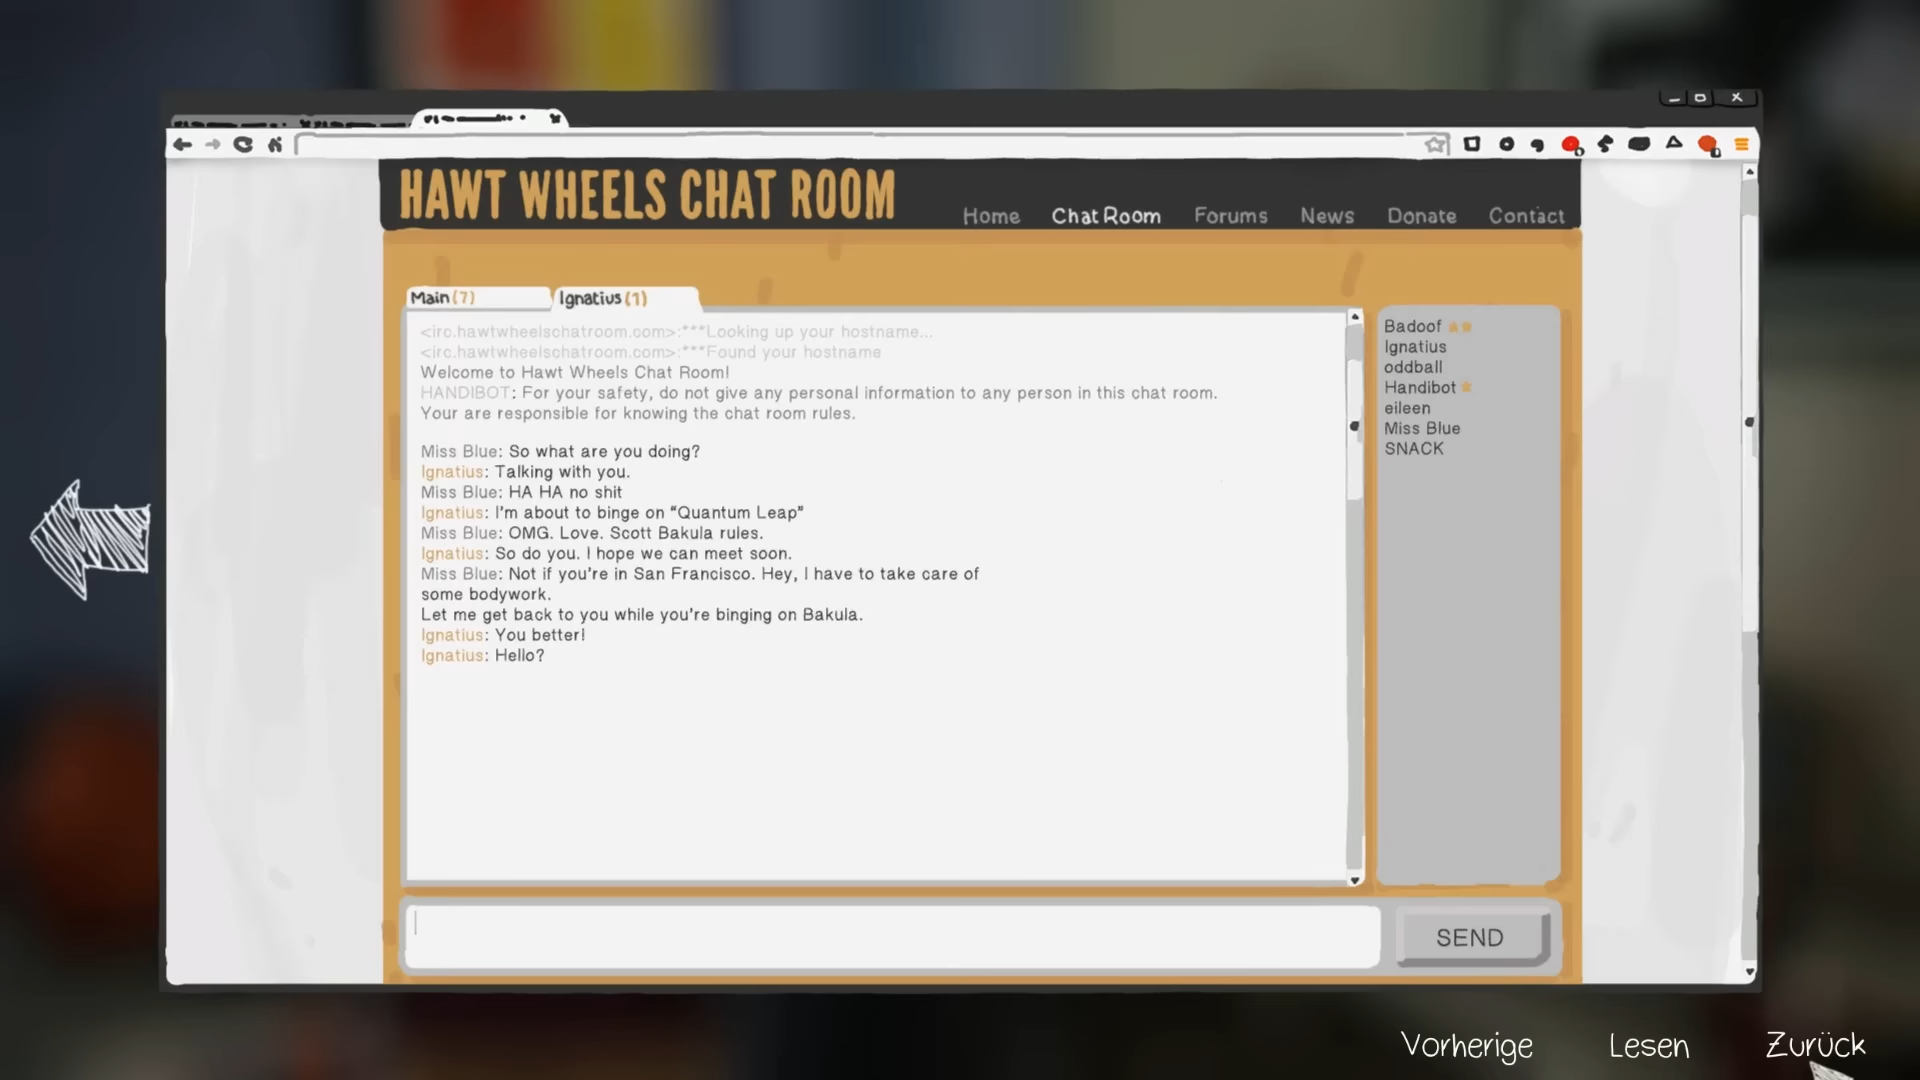 HAWT WHEELS CHAT ROOM
Home Chat Room Forums News Donate Contact
Main (7) Ignatius (1)
<irc.hawtwheelschatroom.com>:***Looking up your hostname...
<irc.hawtwheelschatroom.com>:***Found your hostname
Welcome to Hawt Wheels Chat Room!
HANDIBOT: For your safety, do not give any personal information to any person in this chat room.
Your are responsible for knowing the chat room rules.
Miss Blue: So what are you doing?
Ignatius: Talking with you.
Miss Blue: HA HA no shit
Ignatius: I'm about to binge on “Quantum Leap”
Miss Blue: OMG. Love. Scott Bakula rules.
Ignatius: So do you. I hope we can meet soon.
Miss Blue: Not if you're in San Francisco. Hey, I have to take care of
some bodywork.
Let me get back to you while you're binging on Bakula.
Ignatius: You better!
Ignatius: Hello?
Badoof
Ignatius
oddball
Handibot
eileen
Miss Blue
SNACK
SEND
Vorherige Lesen Zurück